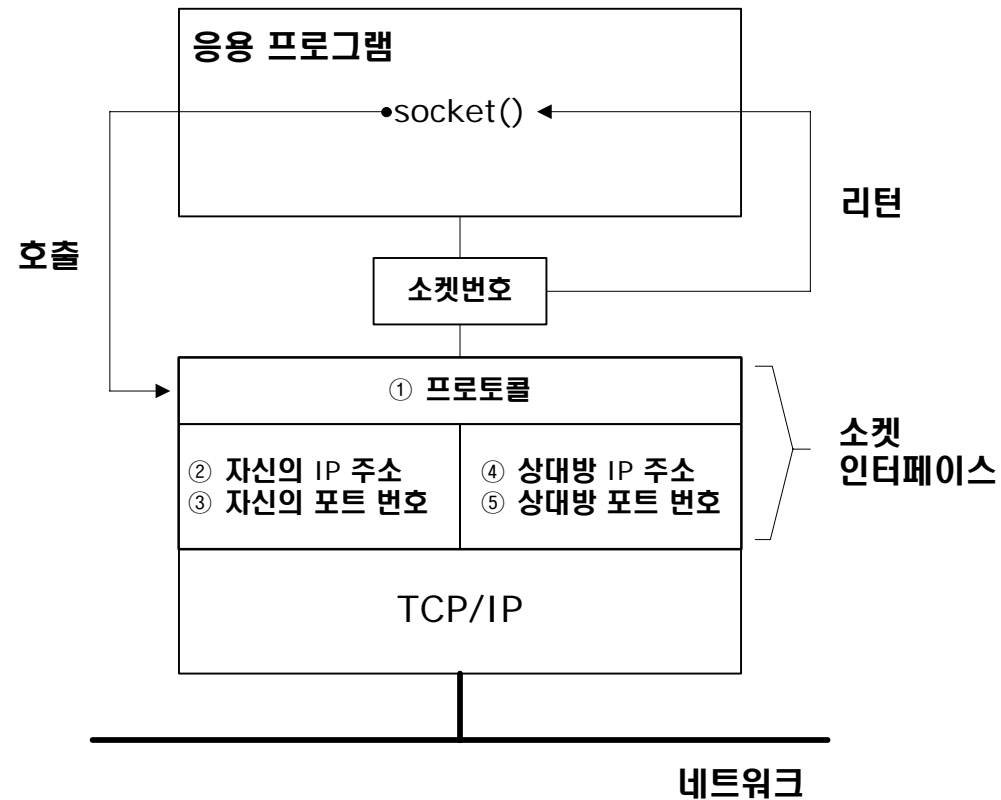 응용 프로그램
socket()
리턴
호출
소켓번호
① 프로토콜
② 자신의 IP 주소
③ 자신의 포트 번호
④ 상대방 IP 주소
⑤ 상대방 포트 번호
소켓
인터페이스
TCP/IP
네트워크